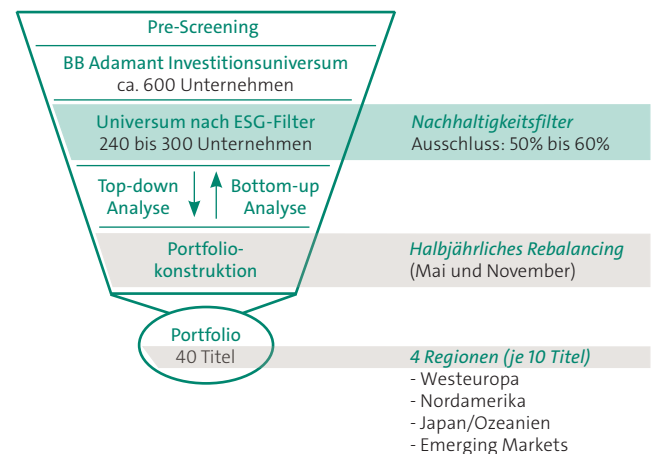 Pre-Screening
BB Adamant Investitionsuniversum
ca. 600 Unternehmen
Universum nach ESG-Filter
240 bis 300 Unternehmen
Nachhaltigkeitsfilter
Ausschluss: 50% bis 60%
Top-down
Analyse
Bottom-up
Analyse
Portfolio-
konstruktion
Halbjährliches Rebalancing
(Mai und November)
Portfolio
40 Titel
4 Regionen (je 10 Titel)
- Westeuropa
- Nordamerika
- Japan/Ozeanien
- Emerging Markets